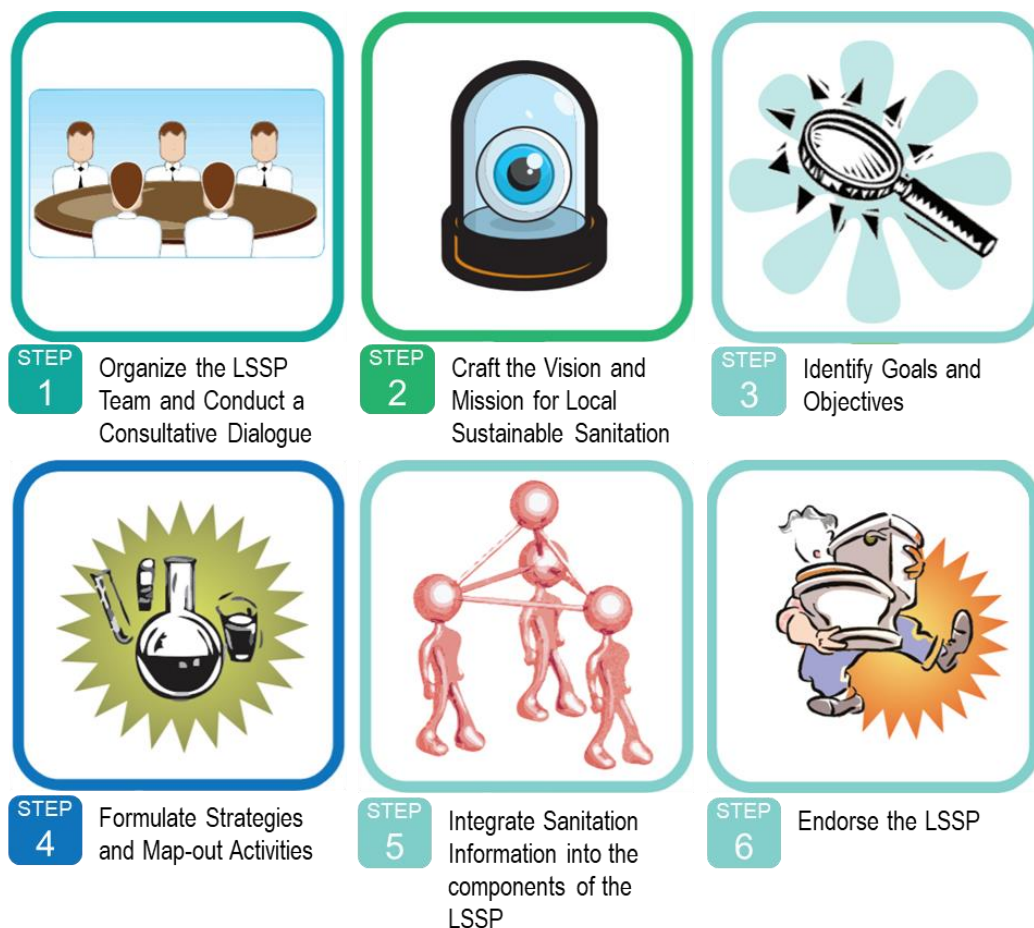 STEP
1
Organize the LSSP
Team and Conduct a
Consultative Dialogue
STEP
2
Craft the Vision and
Mission for Local
Sustainable Sanitation
STEP
3
Identify Goals and
Objectives
STEP
4
Formulate Strategies
and Map-out Activities
STEP
5
Integrate Sanitation
Information into the
components of the
LSSP
STEP
6
Endorse the LSSP